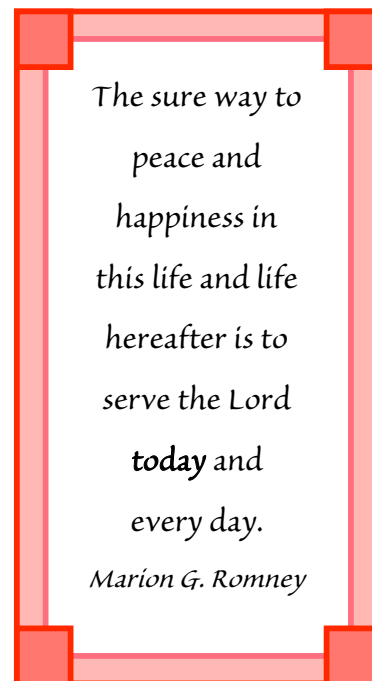 The sure way to
peace and
happiness in
this life and life
hereafter is to
serve the Lord
today and
every day.
Marion G. Romney